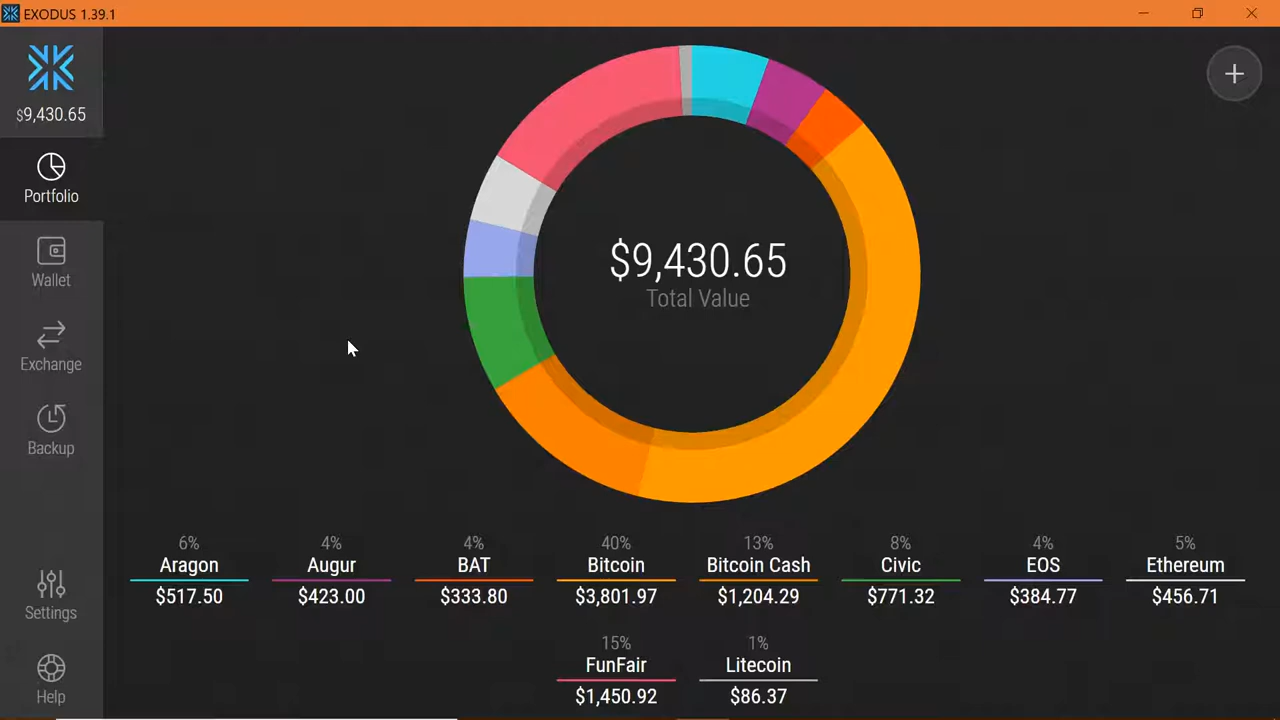 EXODUS 1.39.1
$9,430.65
Portfolio
Wallet
Exchange
Backup
Settings
Help
$9,430.65
Total Value
6% 4% 4% 40% 13% 8% 4% 5%
Aragon Augur BAT Bitcoin Bitcoin Cash Civic EOS Ethereum
$517.50 $423.00 $333.80 $3,801.97 $1,204.29 $771.32 $384.77 $456.71
15% 1%
FunFair Litecoin
$1,450.92 $86.37